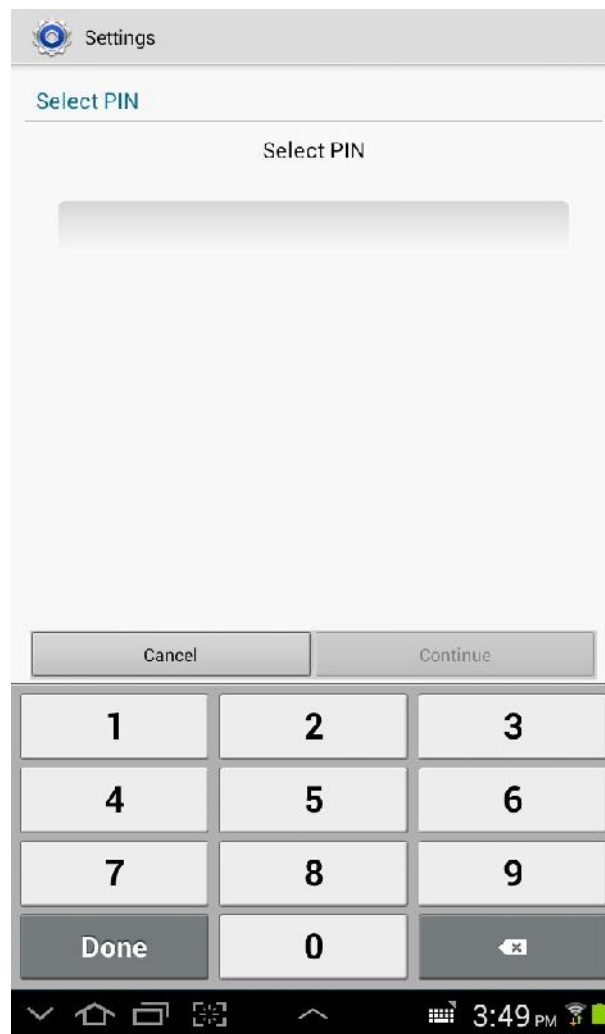 Settings
Select PIN
Select PIN
Cancel Continue
1 2 3
4 5 6
7 8 9
Done 0
3:49 PM